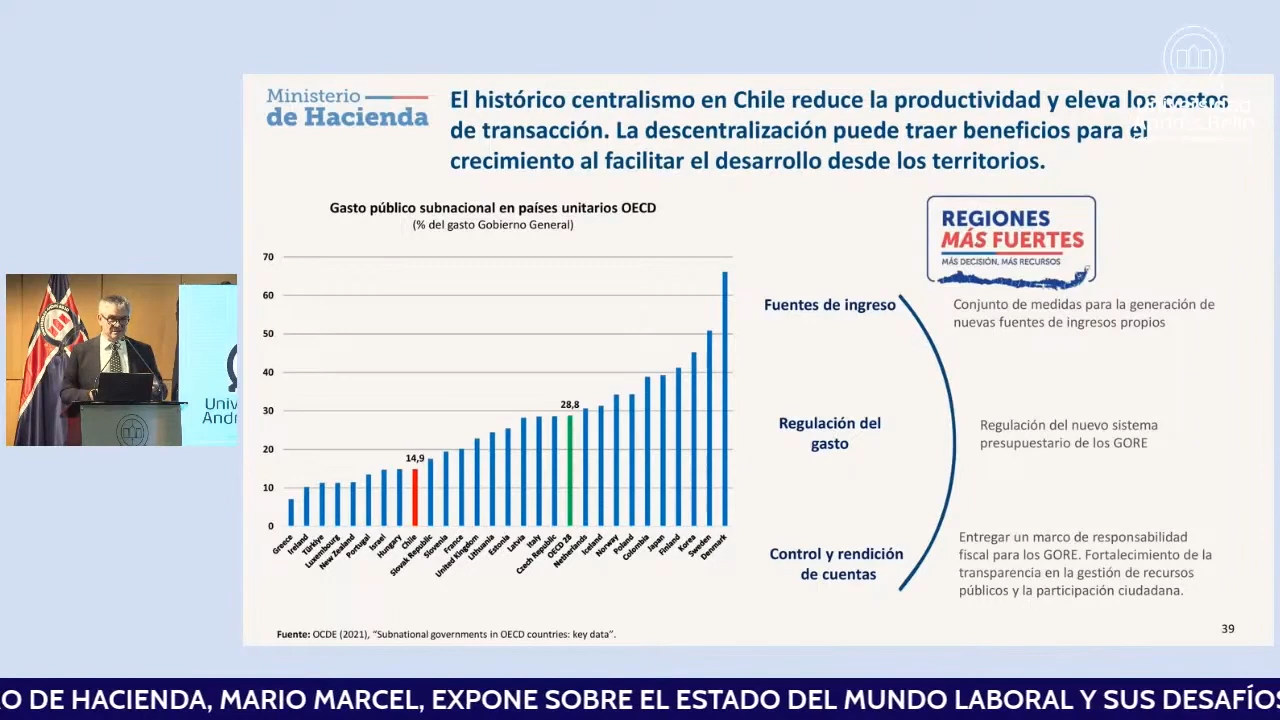 Ministerio
de Hacienda
El histórico centralismo en Chile reduce la productividad y eleva los costos
de transacción. La descentralización puede traer beneficios para el
crecimiento al facilitar el desarrollo desde los territorios.
Universidad
Andrés Bello
Gasto público subnacional en países unitarios OECD
(% del gasto Gobierno General)
70
60
50
40
30
20
10
0
14,9
28,8
Greece
Ireland
Türkiye
Luxembourg
New Zealand
Portugal
Israel
Hungary
Chile
Slovak Republic
Slovenia
France
United Kingdom
Lithuania
Estonia
Latvia
Italy
Czech Republic
OECD 28
Netherlands
Iceland
Norway
Poland
Colombia
Japan
Finland
Korea
Sweden
Denmark
REGIONES
MÁS FUERTES
MÁS DECISIÓN, MÁS RECURSOS
Fuentes de ingreso
Conjunto de medidas para la generación de
nuevas fuentes de ingresos propios
Regulación del
gasto
Regulación del nuevo sistema
presupuestario de los GORE
Control y rendición
de cuentas
Entregar un marco de responsabilidad
fiscal para los GORE. Fortalecimiento de la
transparencia en la gestión de recursos
públicos y la participación ciudadana.
Fuente: OCDE (2021), “Subnational governments in OECD countries: key data”.
39
Unive
Andr
O DE HACIENDA, MARIO MARCEL, EXPONE SOBRE EL ESTADO DEL MUNDO LABORAL Y SUS DESAFÍOS